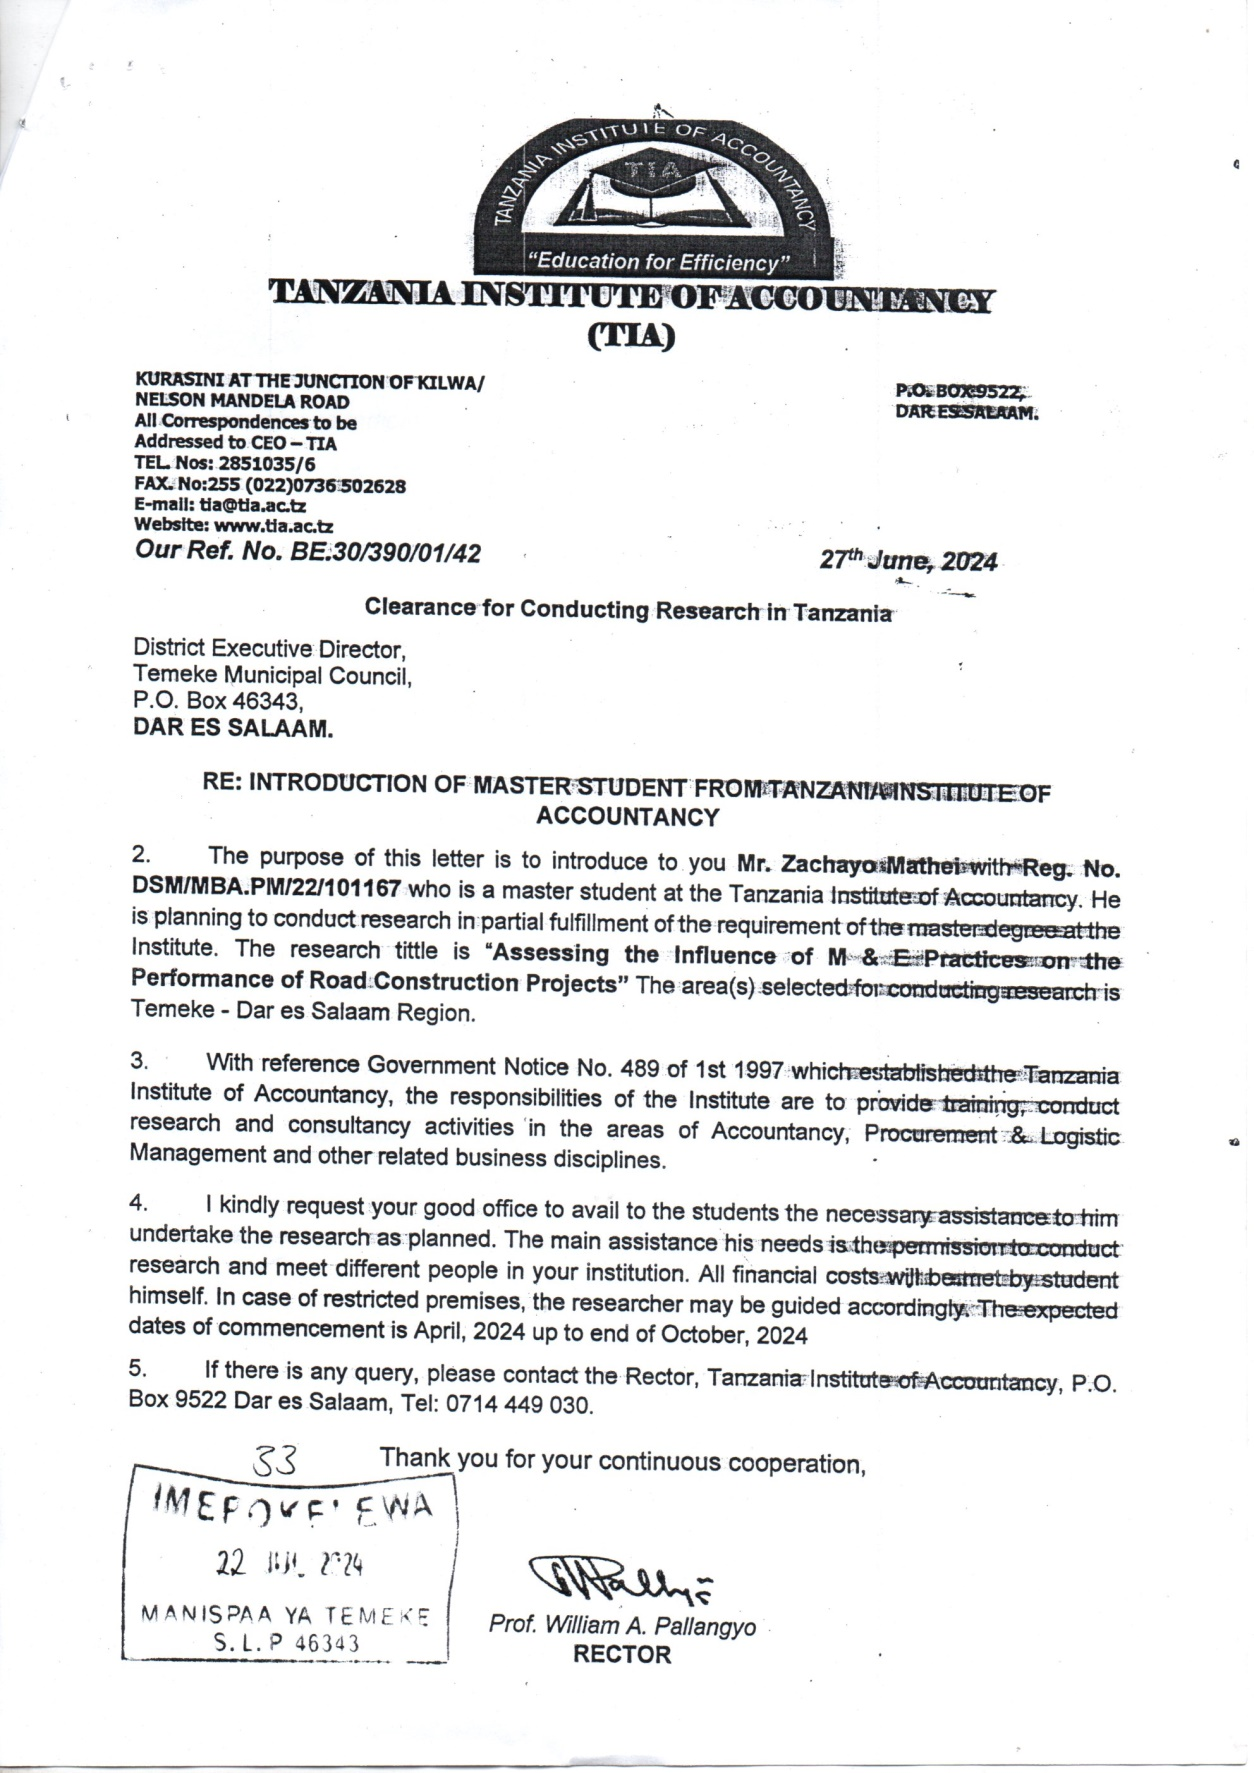 TANZANIA INSTITUTE OF ACCOUNTANCY
TIA
"Education for Efficiency"
TANZANIA INSTITUTE OF ACCOUNTANCY
(TIA)
KURASINI AT THE JUNCTION OF KILWA/
NELSON MANDELA ROAD
All Correspondences to be
Addressed to CEO – TIA
TEL. Nos: 2851035/6
FAX. No:255 (022)0736 502628
E-mail: tia@tia.ac.tz
Website: www.tia.ac.tz
P.O. BOX 9522,
DAR ES SALAAM.
Our Ref. No. BE.30/390/01/42
27th June, 2024
Clearance for Conducting Research in Tanzania
District Executive Director,
Temeke Municipal Council,
P.O. Box 46343,
DAR ES SALAAM.
RE: INTRODUCTION OF MASTER STUDENT FROM TANZANIA INSTITUTE OF
ACCOUNTANCY
2. The purpose of this letter is to introduce to you Mr. Zachayo Mathei with Reg. No.
DSM/MBA.PM/22/101167 who is a master student at the Tanzania Institute of Accountancy. He
is planning to conduct research in partial fulfillment of the requirement of the master degree at the
Institute. The research tittle is "Assessing the Influence of M & E Practices on the
Performance of Road Construction Projects" The area(s) selected for conducting research is
Temeke - Dar es Salaam Region.
3. With reference Government Notice No. 489 of 1st 1997 which established the Tanzania
Institute of Accountancy, the responsibilities of the Institute are to provide training, conduct
research and consultancy activities in the areas of Accountancy, Procurement & Logistic
Management and other related business disciplines.
4. I kindly request your good office to avail to the students the necessary assistance to him
undertake the research as planned. The main assistance his needs is the permission to conduct
research and meet different people in your institution. All financial costs will be met by student
himself. In case of restricted premises, the researcher may be guided accordingly. The expected
dates of commencement is April, 2024 up to end of October, 2024
5. If there is any query, please contact the Rector, Tanzania Institute of Accountancy, P.O.
Box 9522 Dar es Salaam, Tel: 0714 449 030.
Thank you for your continuous cooperation,
33
IMEPOKELEWA
22 JUL 2024
MANISPAA YA TEMEKE
S.L.P 46343
Prof. William A. Pallangyo
RECTOR